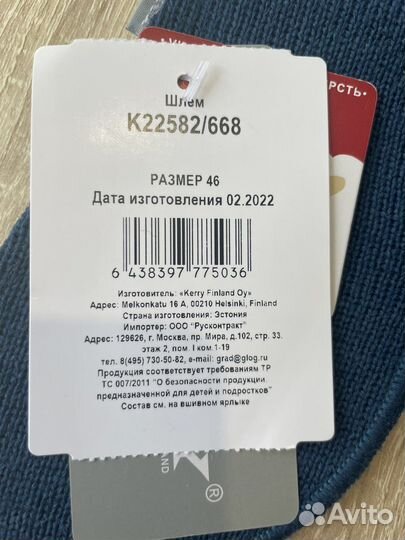 РСТЬ•
Шлем
K22582/668
РАЗМЕР 46
Дата изготовления 02.2022
6 438397 775036
Изготовитель: «Kerry Finland Oy»
Адрес: Melkonkatu 16 A, 00210 Helsinki, Finland
Страна изготовления: Эстония
Импортер: ООО "Русконтракт"
Адрес: 129626, г. Москва, пр. Мира, д.102, стр. 33.
этаж 2, пом. I ком.1-19
тел. 8(495) 730-50-82, e-mail: grad@glog.ru
Продукция соответствует требованиям ТР
ТС 007/2011 "О безопасности продукции,
предназначенной для детей и подростков"
Состав см. на вшивном ярлыке
AND
®
Avito